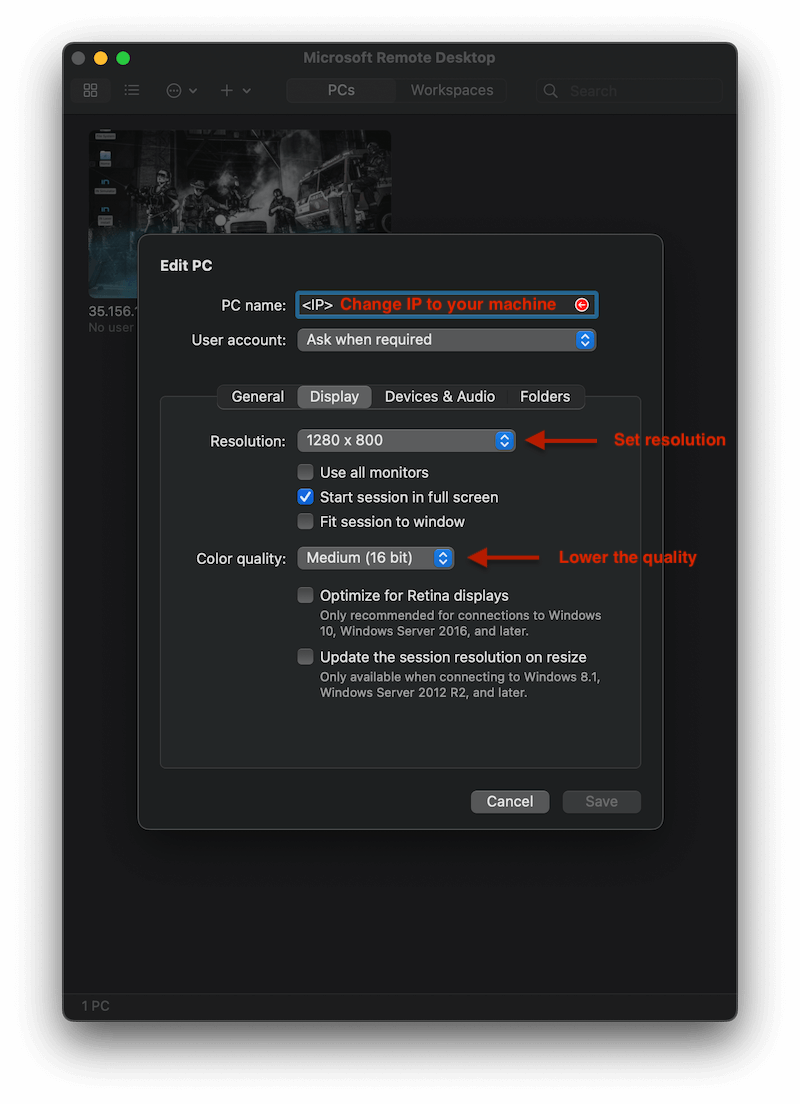 Microsoft Remote Desktop
PCs Workspaces Search
35.156.1
No user
Edit PC
PC name: <IP> Change IP to your machine
User account: Ask when required
General Display Devices & Audio Folders
Resolution: 1280 x 800 Set resolution
Use all monitors
Start session in full screen
Fit session to window
Color quality: Medium (16 bit) Lower the quality
Optimize for Retina displays
Only recommended for connections to Windows
10, Windows Server 2016, and later.
Update the session resolution on resize
Only available when connecting to Windows 8.1,
Windows Server 2012 R2, and later.
Cancel Save
1 PC